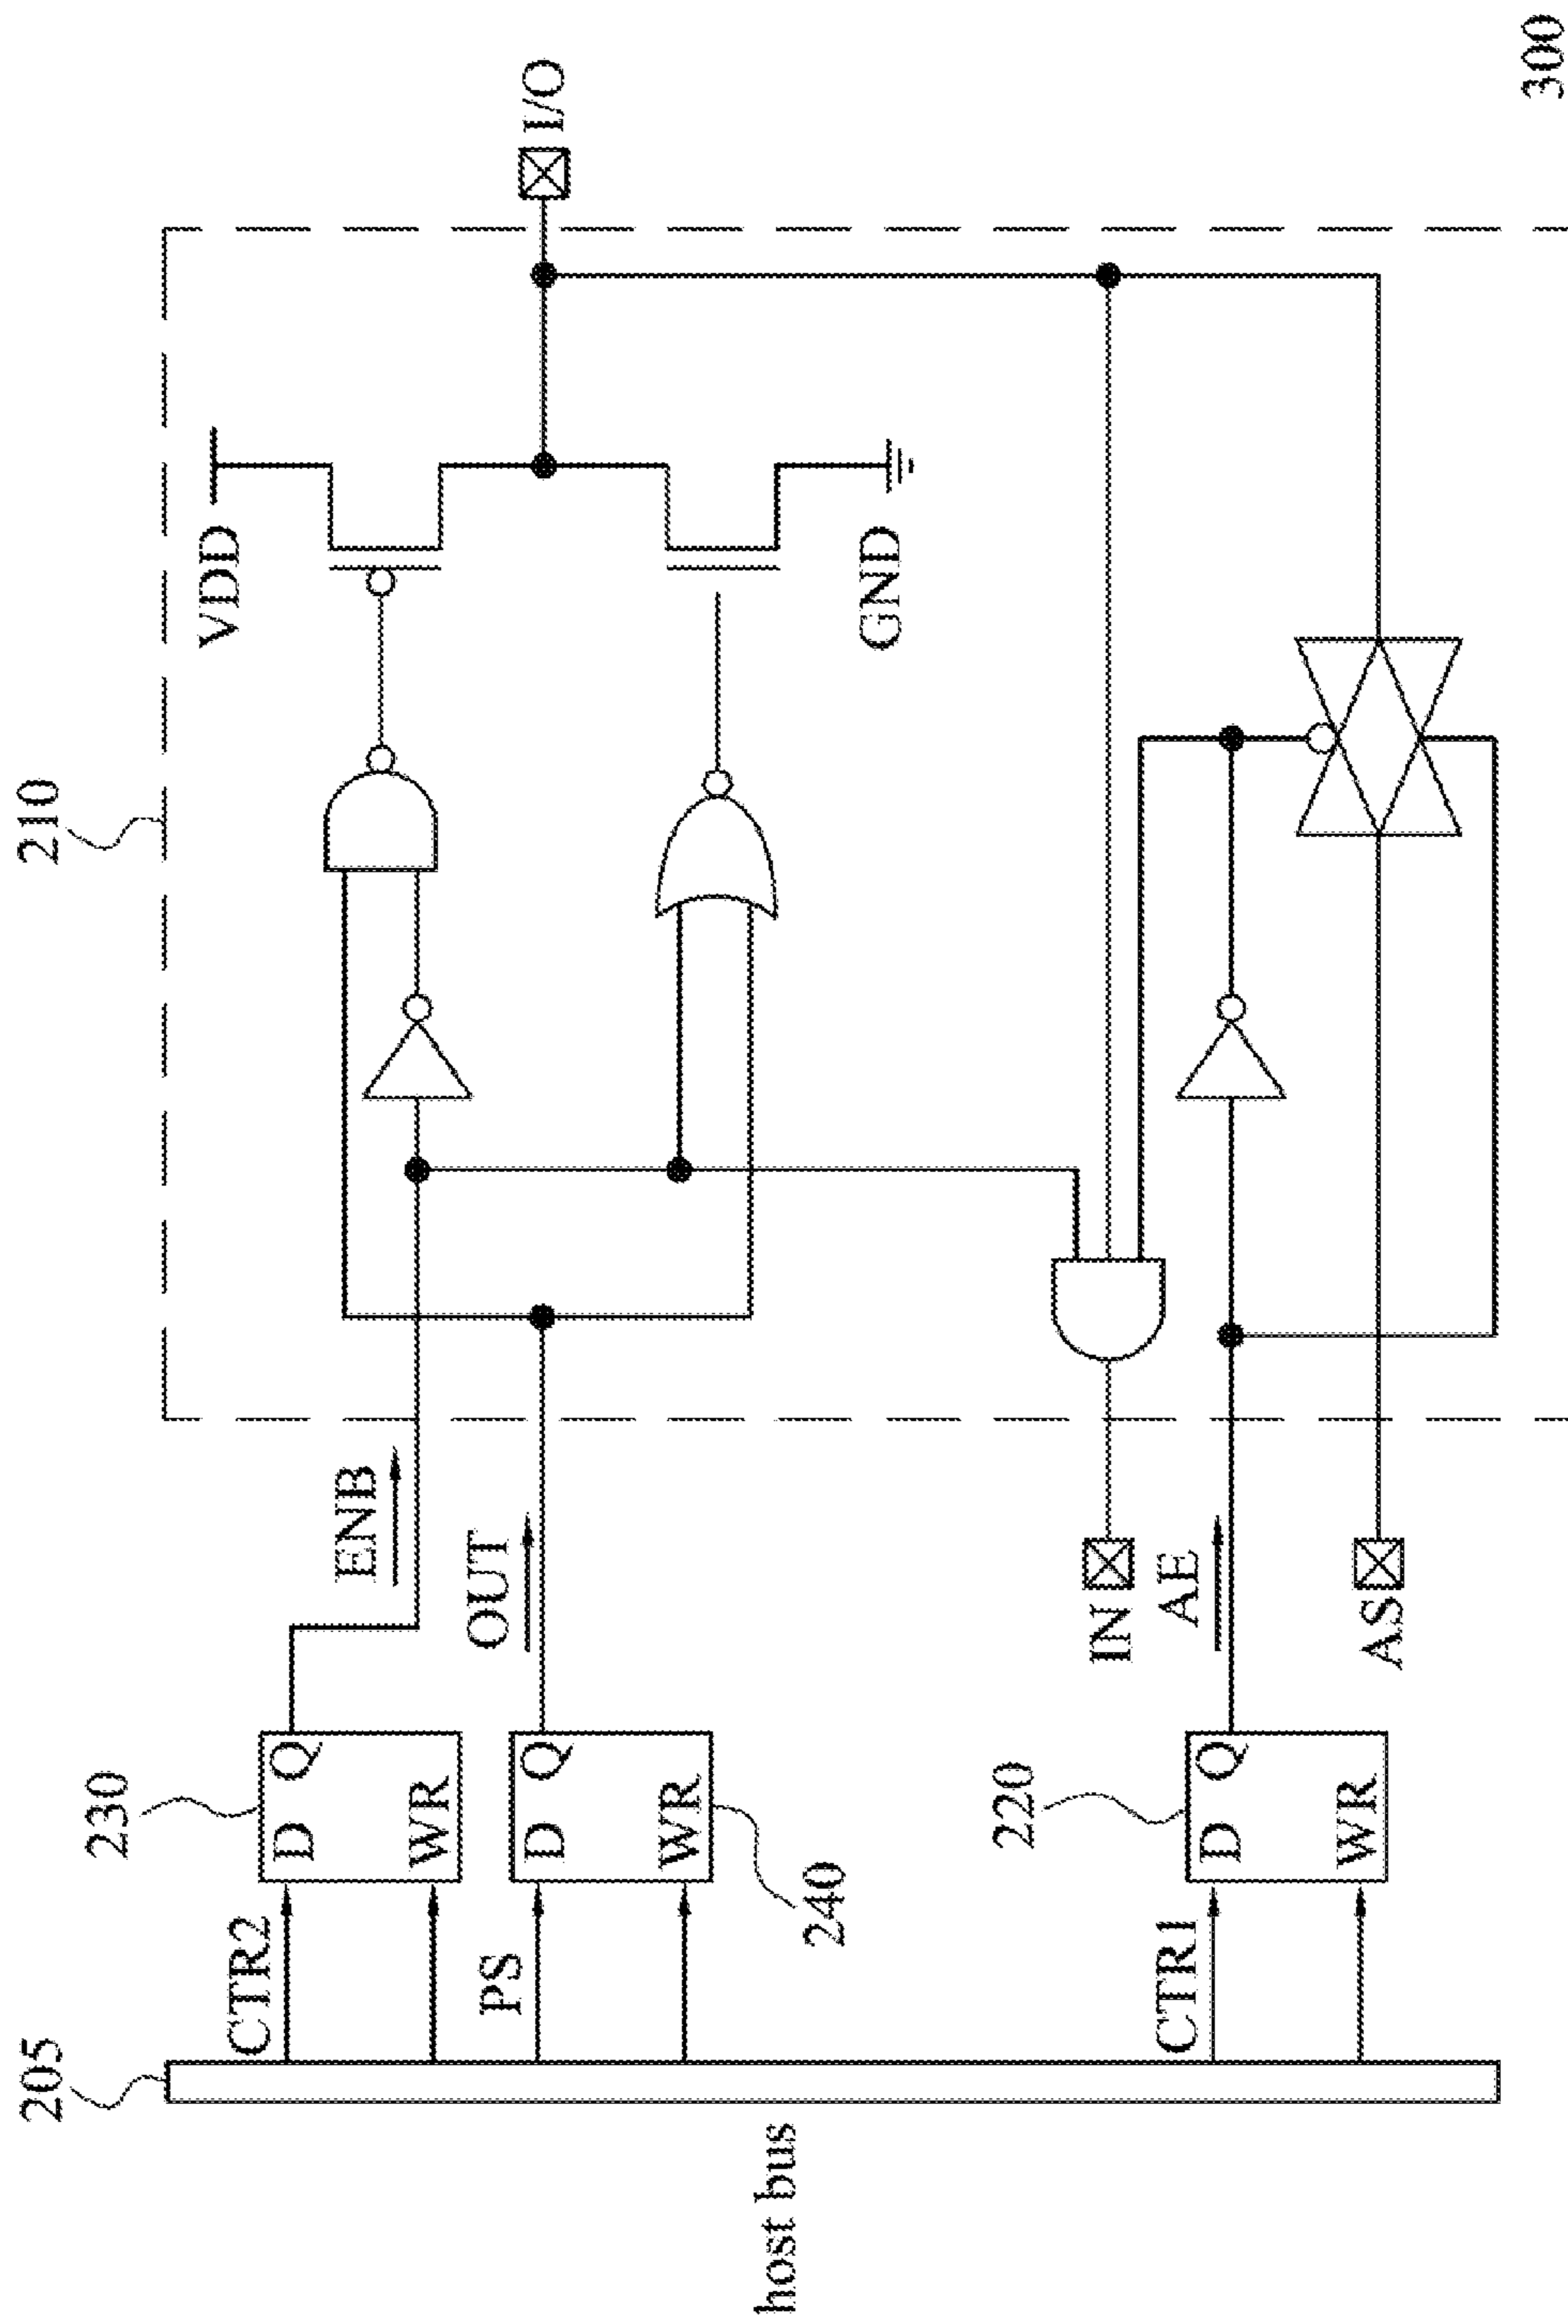 205
host bus
CTR2
PS
CTR1
230
D Q
WR
D Q
WR
240
220
D Q
WR
ENB
OUT
IN
AE
AS
210
VDD
GND
I/O
300